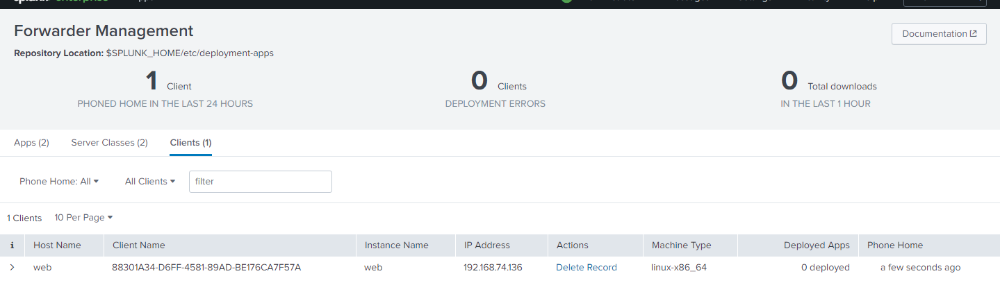 Forwarder Management
Documentation
Repository Location: $SPLUNK_HOME/etc/deployment-apps
1 Client
PHONED HOME IN THE LAST 24 HOURS
0 Clients
DEPLOYMENT ERRORS
0 Total downloads
IN THE LAST 1 HOUR
Apps (2) Server Classes (2) Clients (1)
Phone Home: All All Clients filter
1 Clients 10 Per Page
i Host Name Client Name Instance Name IP Address Actions Machine Type Deployed Apps Phone Home
web 88301A34-D6FF-4581-89AD-BE176CA7F57A web 192.168.74.136 Delete Record linux-x86_64 0 deployed a few seconds ago